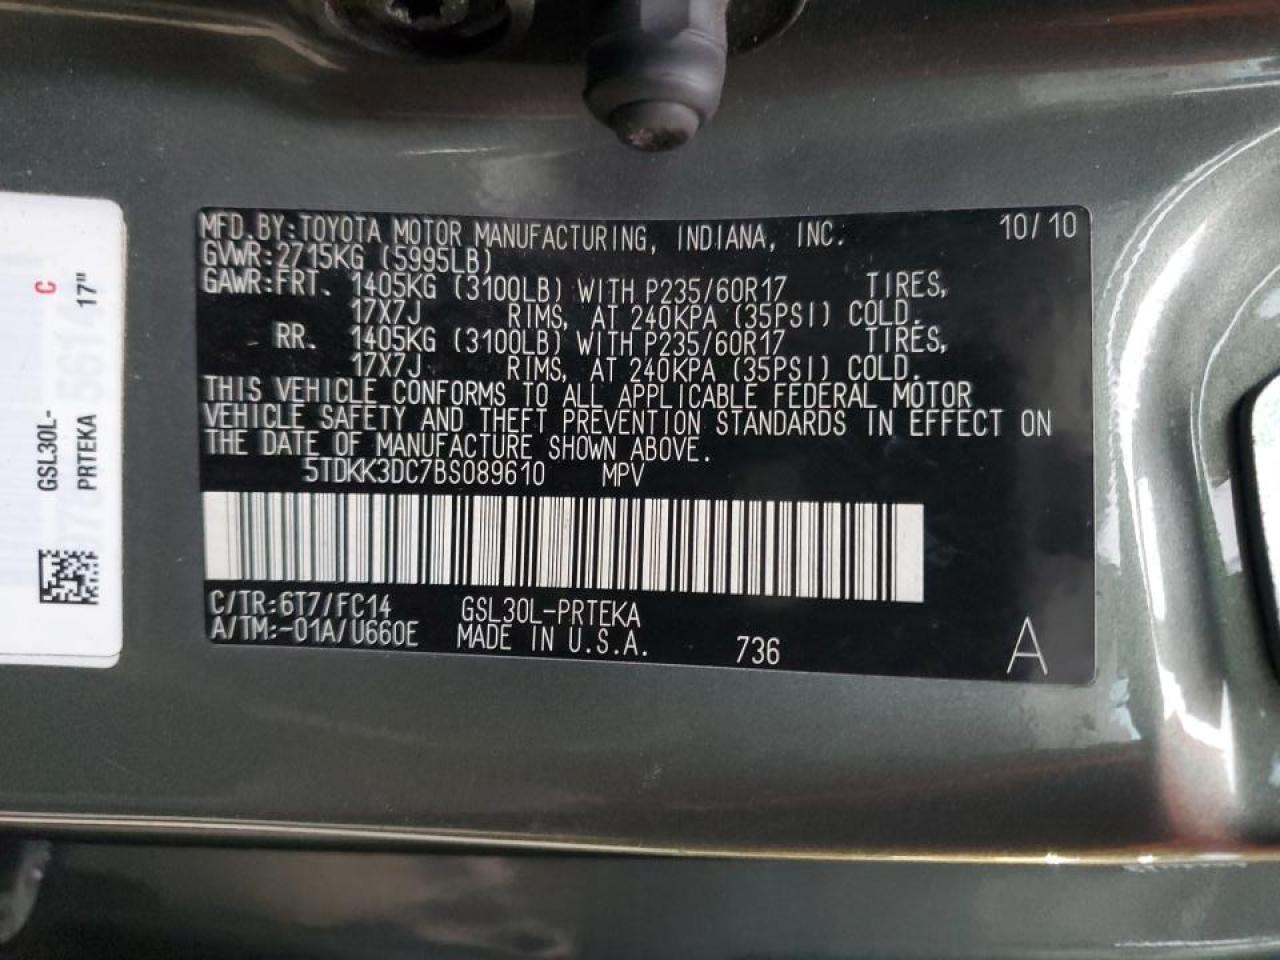 MFD.BY:TOYOTA MOTOR MANUFACTURING, INDIANA, INC. 10/10
GVWR:2715KG (5995LB)
GAWR:FRT. 1405KG (3100LB) WITH P235/60R17 TIRES,
17X7J RIMS, AT 240KPA (35PSI) COLD.
RR. 1405KG (3100LB) WITH P235/60R17 TIRES,
17X7J RIMS, AT 240KPA (35PSI) COLD.
THIS VEHICLE CONFORMS TO ALL APPLICABLE FEDERAL MOTOR
VEHICLE SAFETY AND THEFT PREVENTION STANDARDS IN EFFECT ON
THE DATE OF MANUFACTURE SHOWN ABOVE.
5TDKK3DC7BS089610 MPV
C/TR:6T7/FC14 GSL30L-PRTEKA
A/TM:-01A/U660E MADE IN U.S.A. 736 A
GSL30L- C
PRTEKA 17"